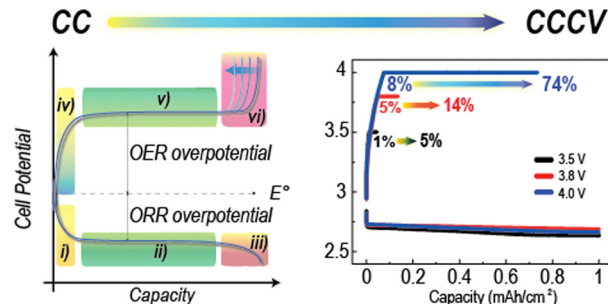 CC
CCCV
Cell Potential
iv)
v)
vi)
OER overpotential
E°
ORR overpotential
i)
ii)
iii)
Capacity
4
3.5
3
2.5
8%
74%
5%
14%
1%
5%
3.5 V
3.8 V
4.0 V
0
0.2
0.4
0.6
0.8
1
Capacity (mAh/cm²)